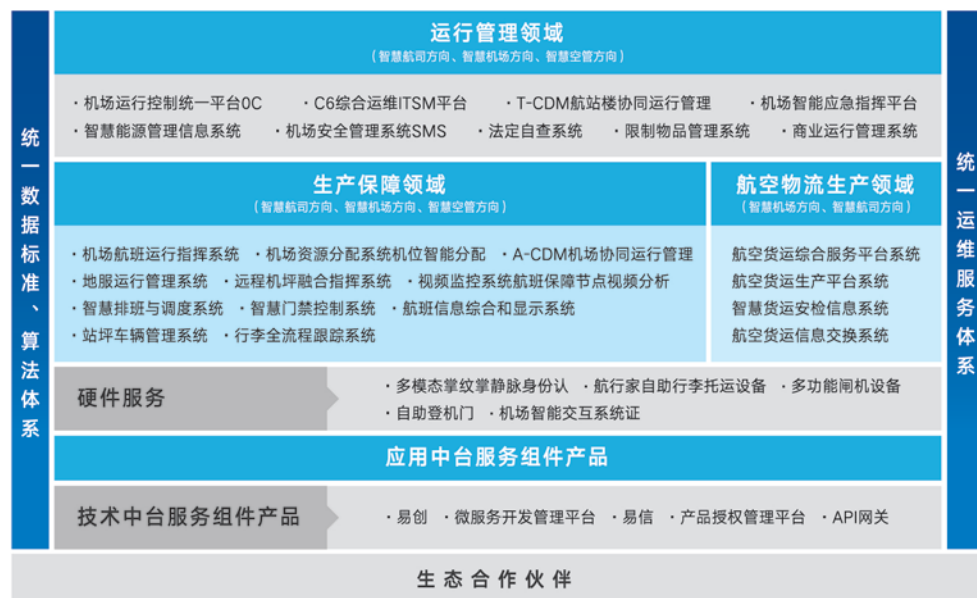 统一数据标准、算法体系
运行管理领域
(智慧航司方向、智慧机场方向、智慧空管方向)
·机场运行控制统一平台0C ·C6综合运维ITSM平台 ·T-CDM航站楼协同运行管理 ·机场智能应急指挥平台
·智慧能源管理信息系统 ·机场安全管理系统SMS ·法定自查系统 ·限制物品管理系统 ·商业运行管理系统
生产保障领域
(智慧航司方向、智慧机场方向、智慧空管方向)
·机场航班运行指挥系统 ·机场资源分配系统机位智能分配 ·A-CDM机场协同运行管理
·地服运行管理系统 ·远程机坪融合指挥系统 ·视频监控系统航班保障节点视频分析
·智慧排班与调度系统 ·智慧门禁控制系统 ·航班信息综合和显示系统
·站坪车辆管理系统 ·行李全流程跟踪系统
航空物流生产领域
(智慧机场方向、智慧航司方向)
航空货运综合服务平台系统
航空货运生产平台系统
智慧货运安检信息系统
航空货运信息交换系统
硬件服务
·多模态掌纹掌静脉身份认 ·航行家自助行李托运设备 ·多功能闸机设备
·自助登机门 ·机场智能交互系统证
应用中台服务组件产品
技术中台服务组件产品
·易创 ·微服务开发管理平台 ·易信 ·产品授权管理平台 ·API网关
统一运维服务体系
生态合作伙伴